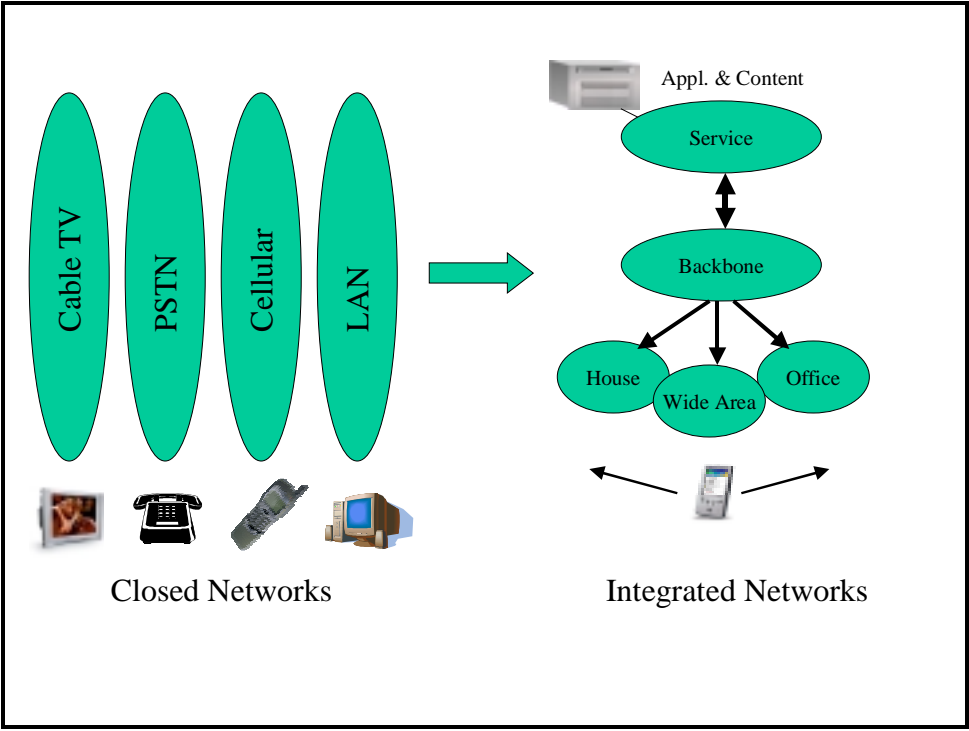 Cable TV
PSTN
Cellular
LAN
Closed Networks
Appl. & Content
Service
Backbone
House
Wide Area
Office
Integrated Networks